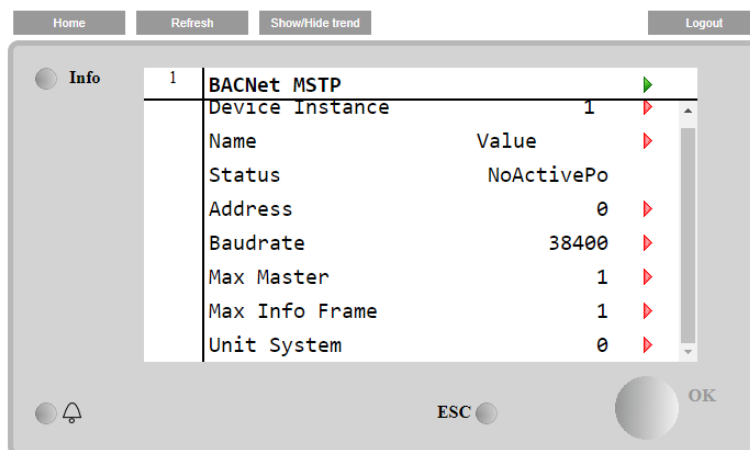 Home Refresh Show/Hide trend Logout
Info 1 BACNet MSTP
Device Instance 1
Name Value
Status NoActivePo
Address 0
Baudrate 38400
Max Master 1
Max Info Frame 1
Unit System 0
ESC OK